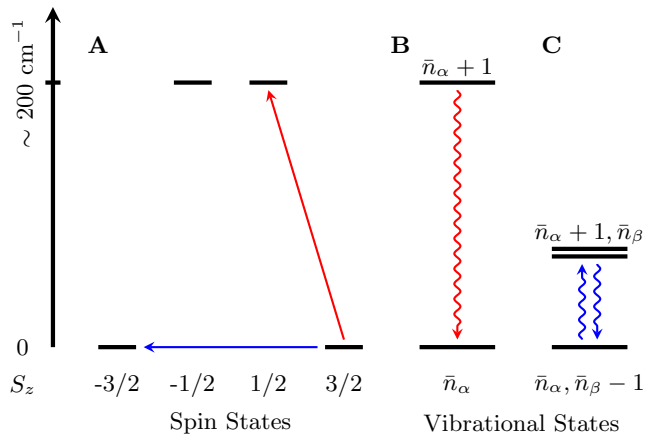 A
B
C
n̄α + 1
∼ 200 cm⁻¹
n̄α + 1, n̄β
0
Sz -3/2 -1/2 1/2 3/2 n̄α n̄α, n̄β − 1
Spin States Vibrational States